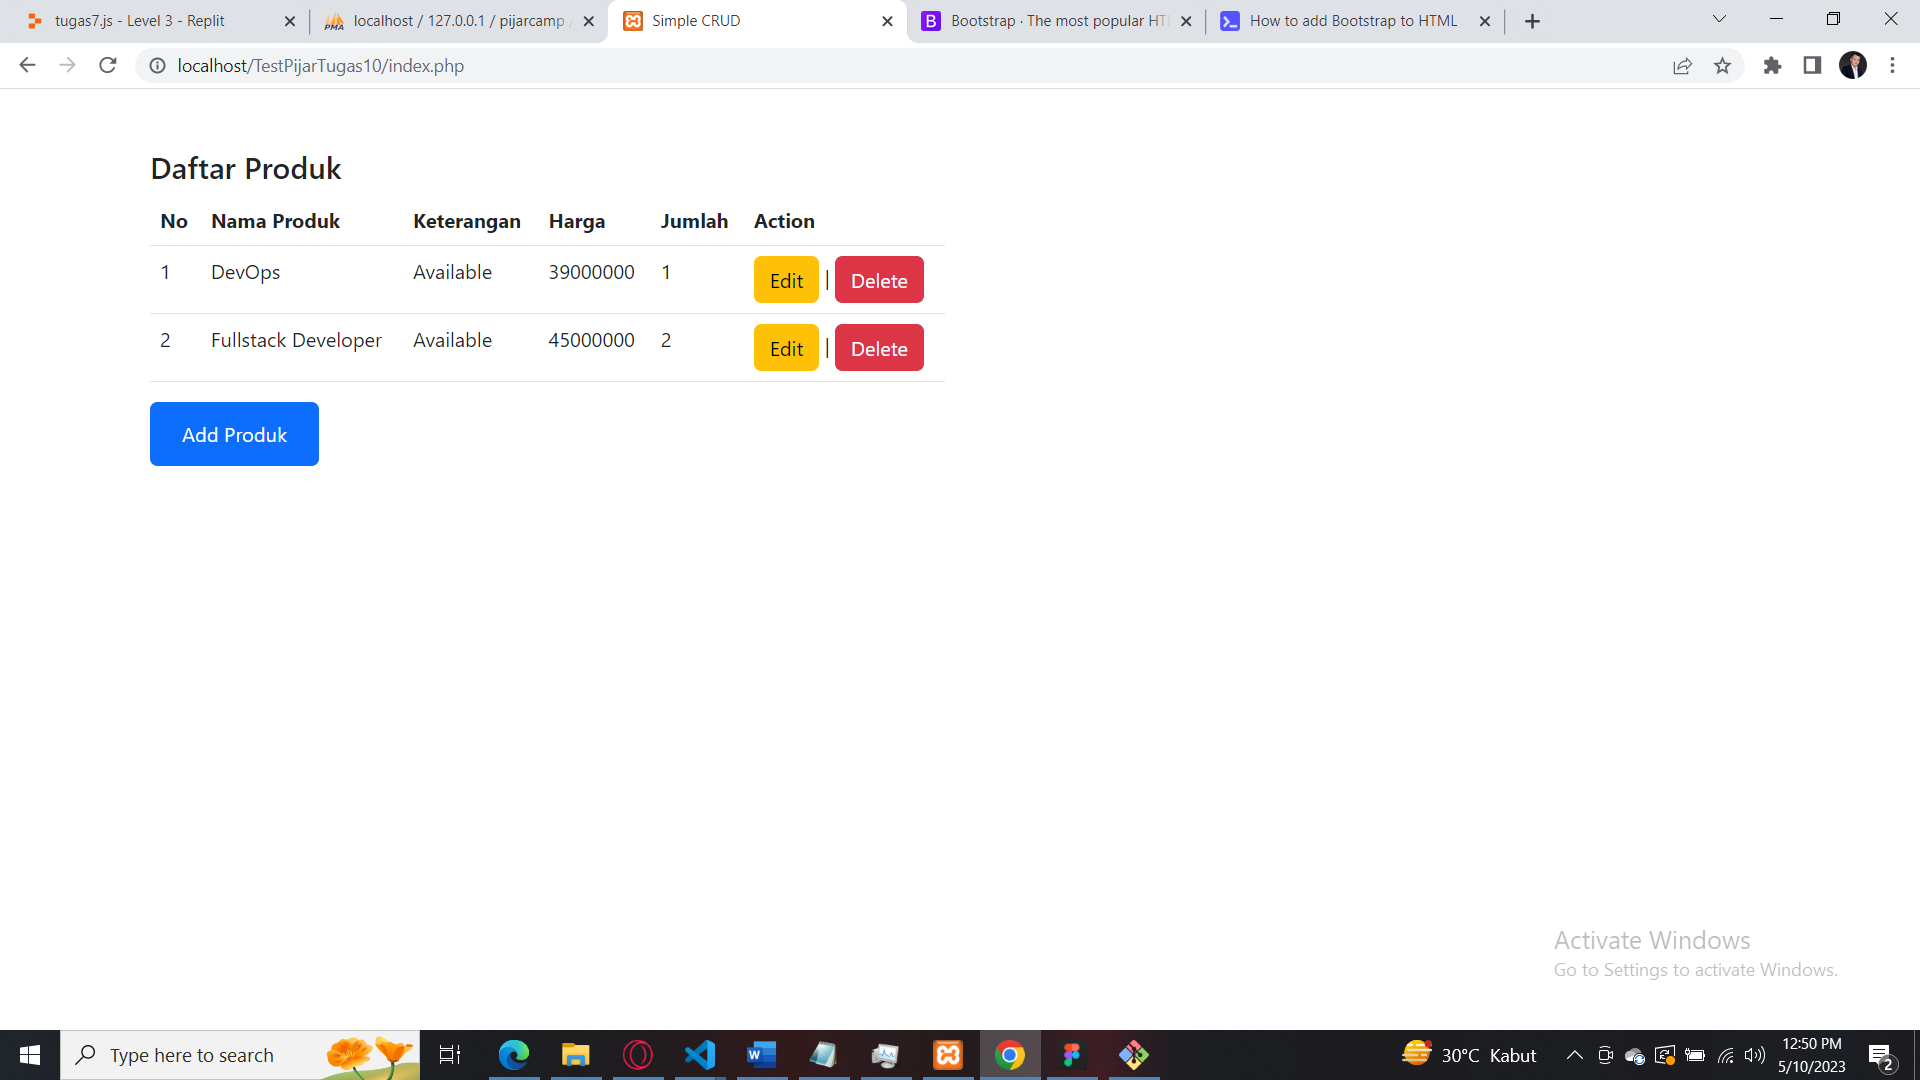 tugas7.js - Level 3 - Replit
localhost / 127.0.0.1 / pijarcamp /
Simple CRUD
Bootstrap · The most popular HT
How to add Bootstrap to HTML
localhost/TestPijarTugas10/index.php
Daftar Produk
No Nama Produk Keterangan Harga Jumlah Action
1 DevOps Available 39000000 1 Edit | Delete
2 Fullstack Developer Available 45000000 2 Edit | Delete
Add Produk
Activate Windows
Go to Settings to activate Windows.
Type here to search
30°C Kabut
12:50 PM
5/10/2023
2